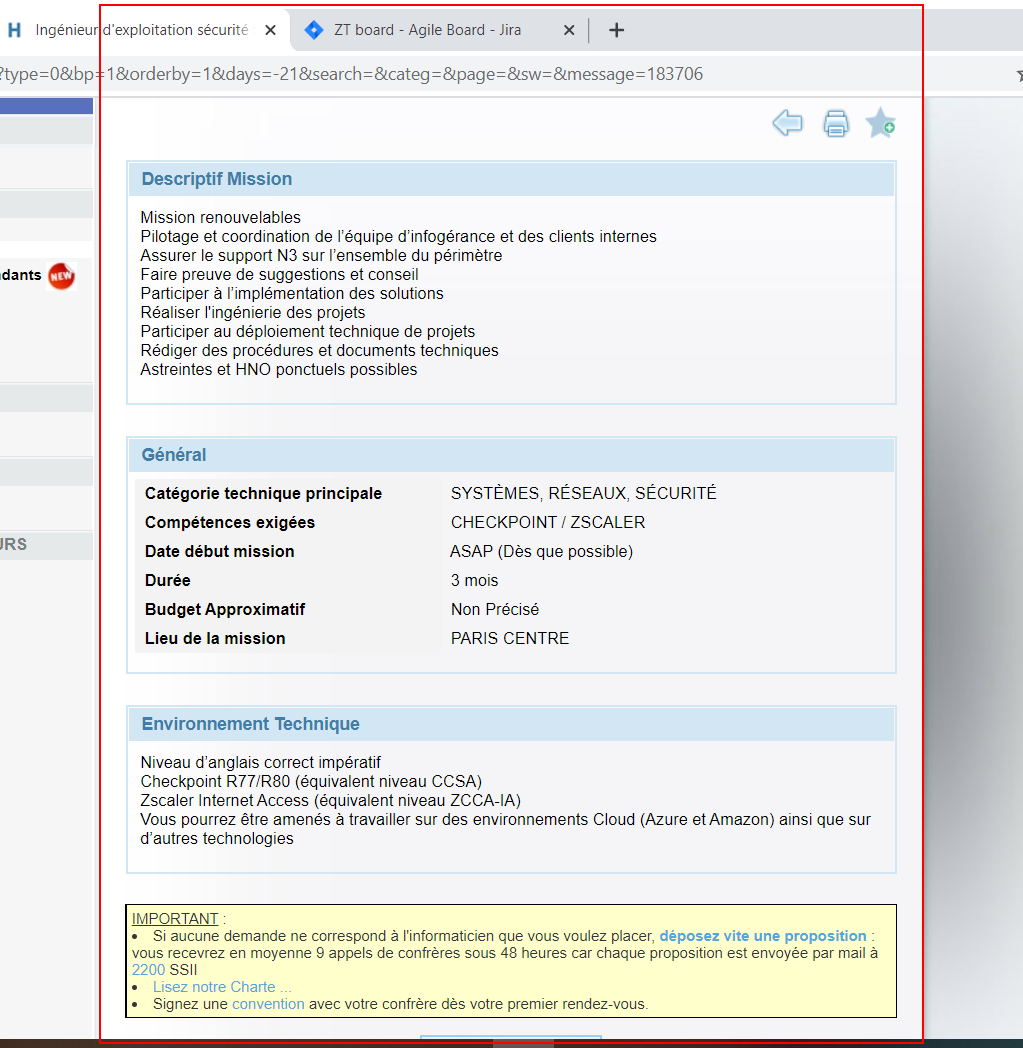 H Ingénieur d'exploitation sécurité
ZT board - Agile Board - Jira
?type=0&bp=1&orderby=1&days=-21&search=&categ=&page=&sw=&message=183706
dants NEW
URS
Descriptif Mission
Mission renouvelables
Pilotage et coordination de l’équipe d’infogérance et des clients internes
Assurer le support N3 sur l’ensemble du périmètre
Faire preuve de suggestions et conseil
Participer à l’implémentation des solutions
Réaliser l'ingénierie des projets
Participer au déploiement technique de projets
Rédiger des procédures et documents techniques
Astreintes et HNO ponctuels possibles
Général
Catégorie technique principale SYSTÈMES, RÉSEAUX, SÉCURITÉ
Compétences exigées CHECKPOINT / ZSCALER
Date début mission ASAP (Dès que possible)
Durée 3 mois
Budget Approximatif Non Précisé
Lieu de la mission PARIS CENTRE
Environnement Technique
Niveau d’anglais correct impératif
Checkpoint R77/R80 (équivalent niveau CCSA)
Zscaler Internet Access (équivalent niveau ZCCA-IA)
Vous pourrez être amenés à travailler sur des environnements Cloud (Azure et Amazon) ainsi que sur
d’autres technologies
IMPORTANT :
• Si aucune demande ne correspond à l'informaticien que vous voulez placer, déposez vite une proposition :
vous recevrez en moyenne 9 appels de confrères sous 48 heures car chaque proposition est envoyée par mail à
2200 SSII
• Lisez notre Charte ...
• Signez une convention avec votre confrère dès votre premier rendez-vous.